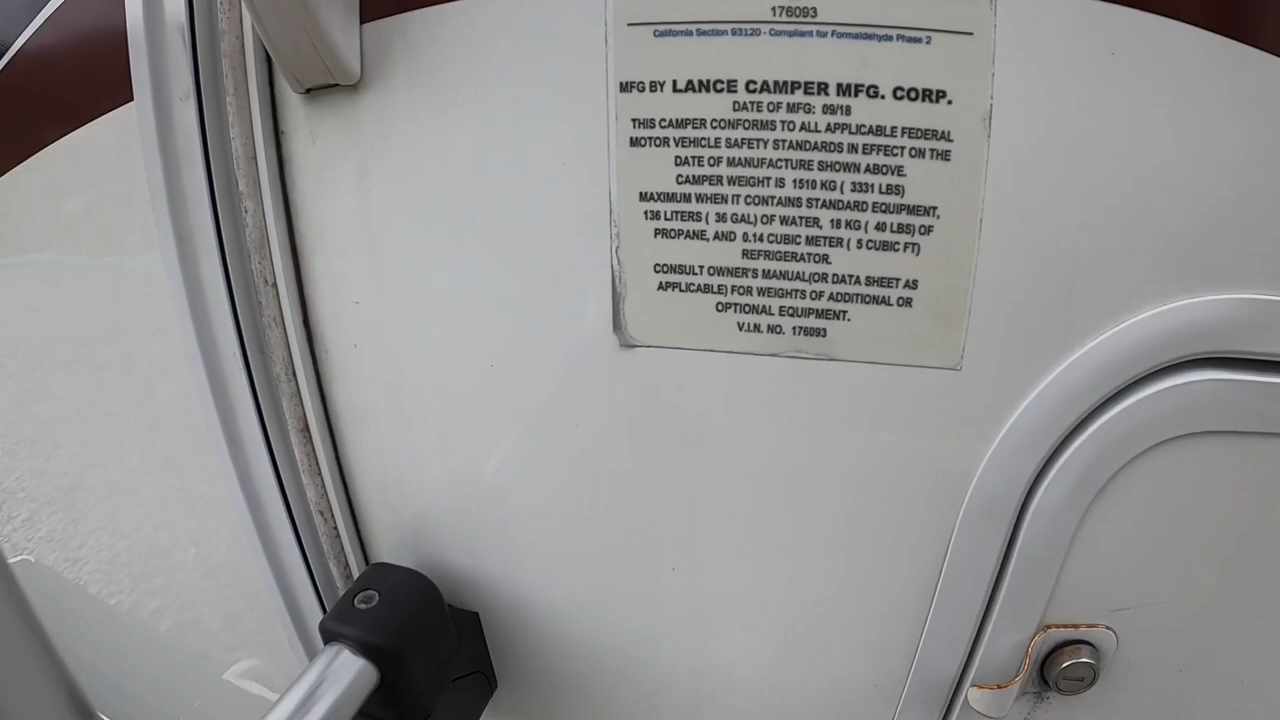 176093
California Section 93120 - Compliant for Formaldehyde Phase 2
MFG BY LANCE CAMPER MFG. CORP.
DATE OF MFG: 09/18
THIS CAMPER CONFORMS TO ALL APPLICABLE FEDERAL
MOTOR VEHICLE SAFETY STANDARDS IN EFFECT ON THE
DATE OF MANUFACTURE SHOWN ABOVE.
CAMPER WEIGHT IS 1510 KG ( 3331 LBS)
MAXIMUM WHEN IT CONTAINS STANDARD EQUIPMENT,
136 LITERS ( 36 GAL) OF WATER, 18 KG ( 40 LBS) OF
PROPANE, AND 0.14 CUBIC METER ( 5 CUBIC FT)
REFRIGERATOR.
CONSULT OWNER'S MANUAL(OR DATA SHEET AS
APPLICABLE) FOR WEIGHTS OF ADDITIONAL OR
OPTIONAL EQUIPMENT.
V.I.N. NO. 176093